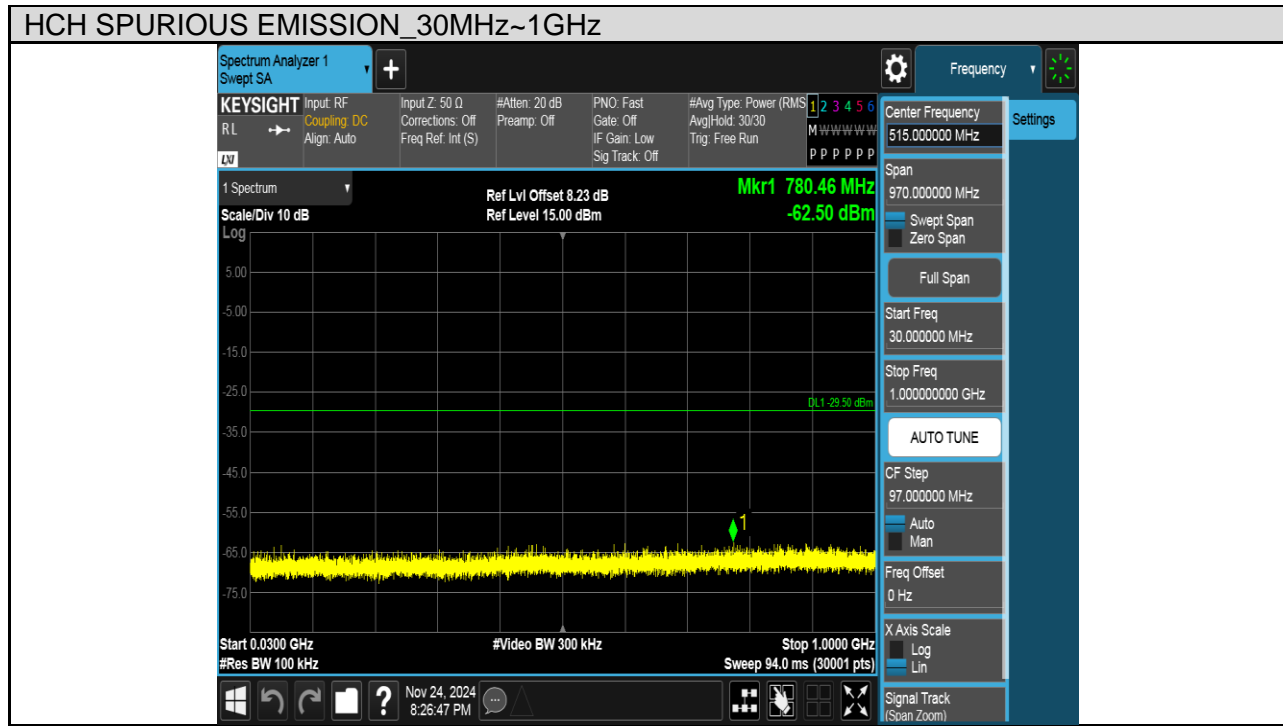 HCH SPURIOUS EMISSION_30MHz~1GHz
Spectrum Analyzer 1
Swept SA
+
Frequency
KEYSIGHT
RL
LXI
Input: RF
Coupling: DC
Align: Auto
Input Z: 50 Ω
Corrections: Off
Freq Ref: Int (S)
#Atten: 20 dB
Preamp: Off
PNO: Fast
Gate: Off
IF Gain: Low
Sig Track: Off
#Avg Type: Power (RMS
Avg|Hold: 30/30
Trig: Free Run
1 2 3 4 5 6
M W W W W W
P P P P P P
1 Spectrum
Scale/Div 10 dB
Ref Lvl Offset 8.23 dB
Ref Level 15.00 dBm
Mkr1 780.46 MHz
-62.50 dBm
Log
5.00
-5.00
-15.0
-25.0
DL1 -29.50 dBm
-35.0
-45.0
-55.0
1
-65.0
-75.0
Start 0.0300 GHz
#Res BW 100 kHz
#Video BW 300 kHz
Stop 1.0000 GHz
Sweep 94.0 ms (30001 pts)
?
Nov 24, 2024
8:26:47 PM
Center Frequency
515.000000 MHz
Settings
Span
970.000000 MHz
Swept Span
Zero Span
Full Span
Start Freq
30.000000 MHz
Stop Freq
1.000000000 GHz
AUTO TUNE
CF Step
97.000000 MHz
Auto
Man
Freq Offset
0 Hz
X Axis Scale
Log
Lin
Signal Track
(Span Zoom)